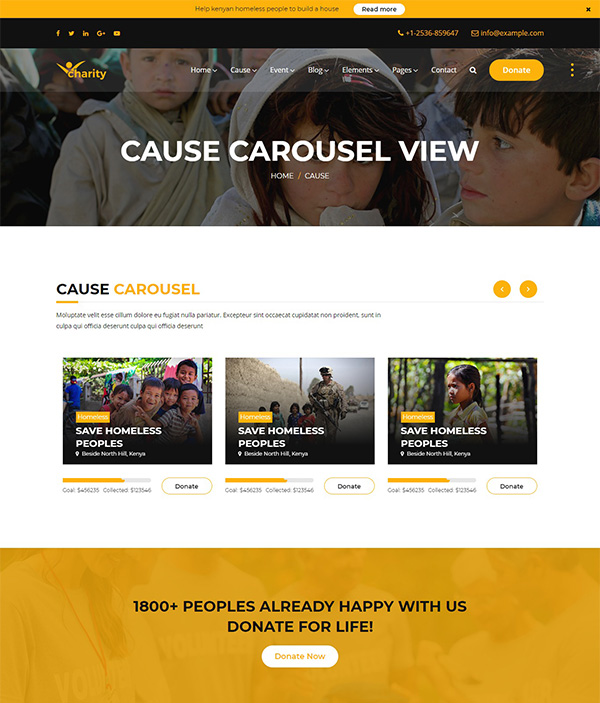 Help kenyan homeless people to build a house Read more ×
+1-2536-859647 info@example.com
charity Home Cause Event Blog Elements Pages Contact Donate
CAUSE CAROUSEL VIEW
HOME / CAUSE
CAUSE CAROUSEL
Moluptate velit esse cillum dolore eu fugiat nulla pariatur. Excepteur sint occaecat cupidatat non proident, sunt in
culpa qui officia deserunt culpa qui officia deserunt
Homeless
SAVE HOMELESS
PEOPLES
Beside North Hill, Kenya
Goal: $456235 Collected: $123546 Donate
Homeless
SAVE HOMELESS
PEOPLES
Beside North Hill, Kenya
Goal: $456235 Collected: $123546 Donate
Homeless
SAVE HOMELESS
PEOPLES
Beside North Hill, Kenya
Goal: $456235 Collected: $123546 Donate
1800+ PEOPLES ALREADY HAPPY WITH US
DONATE FOR LIFE!
Donate Now
VOLUNTEER